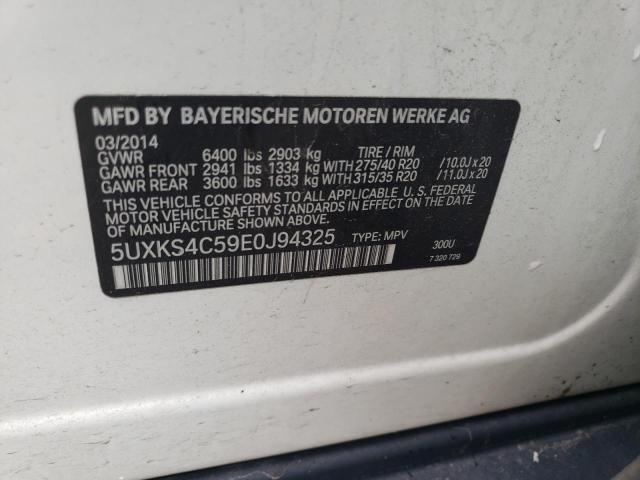 MFD BY BAYERISCHE MOTOREN WERKE AG
03/2014
GVWR 6400 lbs 2903 kg TIRE / RIM
GAWR FRONT 2941 lbs 1334 kg WITH 275/40 R20 /10.0J x 20
GAWR REAR 3600 lbs 1633 kg WITH 315/35 R20 /11.0J x 20
THIS VEHICLE CONFORMS TO ALL APPLICABLE U. S. FEDERAL
MOTOR VEHICLE SAFETY STANDARDS IN EFFECT ON THE DATE
OF MANUFACTURE SHOWN ABOVE.
5UXKS4C59E0J94325 TYPE: MPV 300U
7 320 729